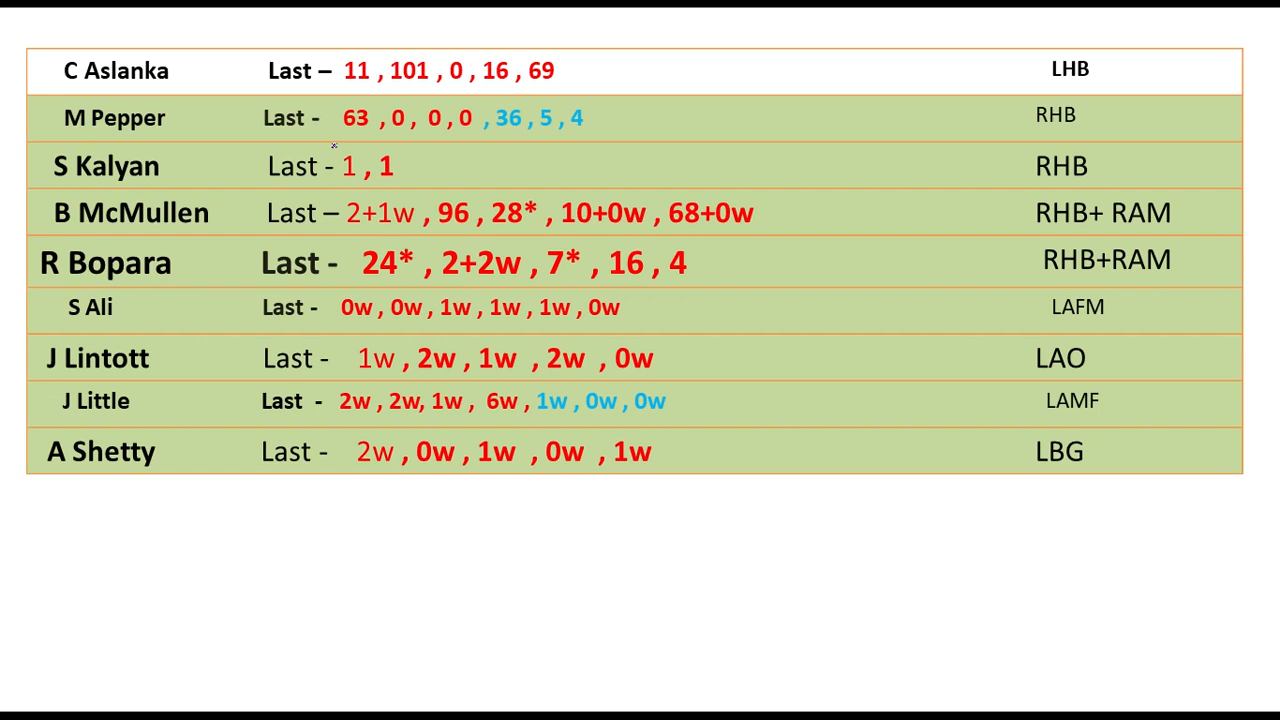 C Aslanka Last – 11 , 101 , 0 , 16 , 69 LHB
M Pepper Last - 63 , 0 , 0 , 0 , 36 , 5 , 4 RHB
S Kalyan Last - 1 , 1 RHB
B McMullen Last – 2+1w , 96 , 28* , 10+0w , 68+0w RHB+ RAM
R Bopara Last - 24* , 2+2w , 7* , 16 , 4 RHB+RAM
S Ali Last - 0w , 0w , 1w , 1w , 1w , 0w LAFM
J Lintott Last - 1w , 2w , 1w , 2w , 0w LAO
J Little Last - 2w , 2w, 1w , 6w , 1w , 0w , 0w LAMF
A Shetty Last - 2w , 0w , 1w , 0w , 1w LBG